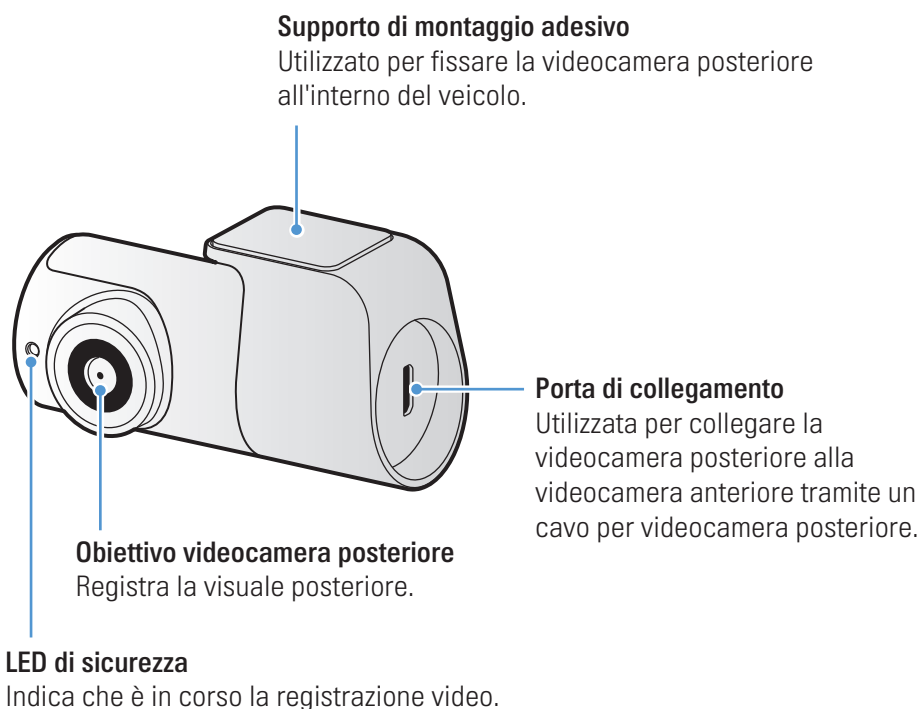 Supporto di montaggio adesivo
Utilizzato per fissare la videocamera posteriore
all'interno del veicolo.
Porta di collegamento
Utilizzata per collegare la
videocamera posteriore alla
videocamera anteriore tramite un
cavo per videocamera posteriore.
Obiettivo videocamera posteriore
Registra la visuale posteriore.
LED di sicurezza
Indica che è in corso la registrazione video.